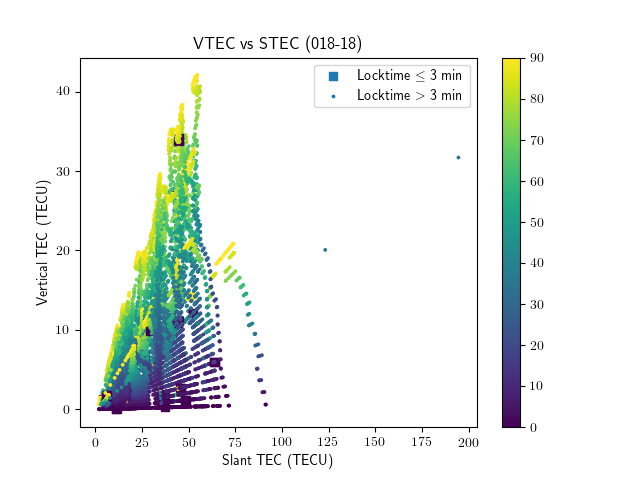 VTEC vs STEC (018-18)
Locktime ≤ 3 min
Locktime > 3 min
Vertical TEC (TECU)
40
30
20
10
0
0 25 50 75 100 125 150 175 200
Slant TEC (TECU)
90
80
70
60
50
40
30
20
10
0